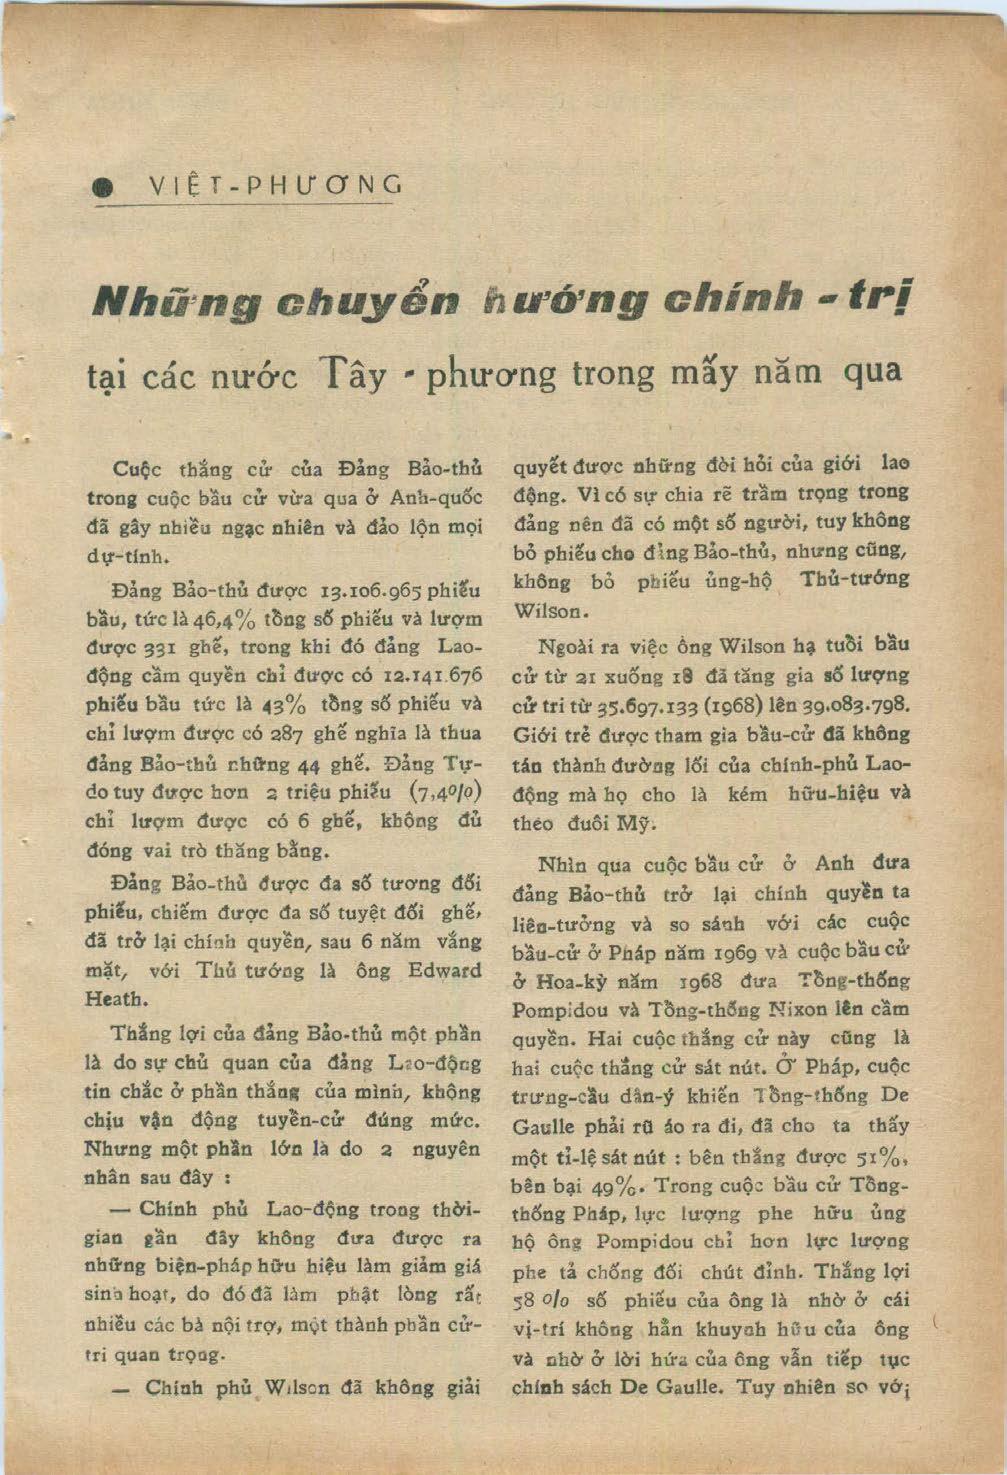 ● VIỆT-PHƯƠNG
Những chuyển hướng chính-trị
tại các nước Tây-phương trong mấy năm qua
Cuộc thắng cử của Đảng Bảo-thủ
trong cuộc bầu cử vừa qua ở Anh-quốc
đã gây nhiều ngạc nhiên và đảo lộn mọi
dự-tính.
Đảng Bảo-thủ được 13.106.965 phiếu
bầu, tức là 46,4% tổng số phiếu và lượm
được 331 ghế, trong khi đó đảng Lao-
động cầm quyền chỉ được có 12.141.676
phiếu bầu tức là 43% tổng số phiếu và
chỉ lượm được có 287 ghế nghĩa là thua
đảng Bảo-thủ những 44 ghế. Đảng Tự-
do tuy được hơn 2 triệu phiếu (7,4o/o)
chỉ lượm được có 6 ghế, không đủ
đóng vai trò thăng bằng.
Đảng Bảo-thủ được đa số tương đối
phiếu, chiếm được đa số tuyệt đối ghế,
đã trở lại chính quyền, sau 6 năm vắng
mặt, với Thủ tướng là ông Edward
Heath.
Thắng lợi của đảng Bảo-thủ một phần
là do sự chủ quan của đảng Lao-động
tin chắc ở phần thắng của mình, không
chịu vận động tuyển-cử đúng mức.
Nhưng một phần lớn là do 2 nguyên
nhân sau đây :
— Chính phủ Lao-động trong thời-
gian gần đây không đưa được ra
những biện-pháp hữu hiệu làm giảm giá
sinh hoạt, do đó đã làm phật lòng rất
nhiều các bà nội trợ, một thành phần cử-
tri quan trọng.
— Chính phủ Wilson đã không giải
quyết được những đòi hỏi của giới lao
động. Vì có sự chia rẽ trầm trọng trong
đảng nên đã có một số người, tuy không
bỏ phiếu cho đảng Bảo-thủ, nhưng cũng,
không bỏ phiếu ủng-hộ Thủ-tướng
Wilson.
Ngoài ra việc ông Wilson hạ tuổi bầu
cử từ 21 xuống 18 đã tăng gia số lượng
cử tri từ 35.697.133 (1968) lên 39.083.798.
Giới trẻ được tham gia bầu-cử đã không
tán thành đường lối của chính-phủ Lao-
động mà họ cho là kém hữu-hiệu và
theo đuôi Mỹ.
Nhìn qua cuộc bầu cử ở Anh đưa
đảng Bảo-thủ trở lại chính quyền ta
liên-tưởng và so sánh với các cuộc
bầu-cử ở Pháp năm 1969 và cuộc bầu cử
ở Hoa-kỳ năm 1968 đưa Tổng-thống
Pompidou và Tổng-thống Nixon lên cầm
quyền. Hai cuộc thắng cử này cũng là
hai cuộc thắng cử sát nút. Ở Pháp, cuộc
trưng-cầu dân-ý khiến Tổng-thống De
Gaulle phải rũ áo ra đi, đã cho ta thấy
một tỉ-lệ sát nút : bên thắng được 51%,
bên bại 49%. Trong cuộc bầu cử Tổng-
thống Pháp, lực lượng phe hữu ủng
hộ ông Pompidou chỉ hơn lực lượng
phe tả chống đối chút đỉnh. Thắng lợi
58 o/o số phiếu của ông là nhờ ở cái
vị-trí không hẳn khuynh hữu của ông
và nhờ ở lời hứa của ông vẫn tiếp tục
chính sách De Gaulle. Tuy nhiên so với